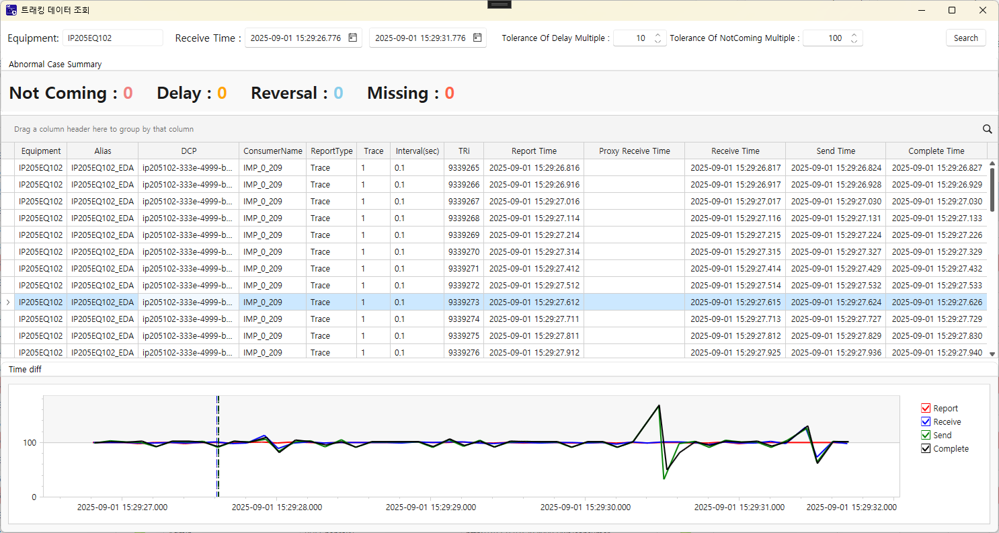 트래킹 데이터 조회
Equipment: IP205EQ102 Receive Time : 2025-09-01 15:29:26.776 2025-09-01 15:29:31.776 Tolerance Of Delay Multiple : 10 Tolerance Of NotComing Multiple : 100 Search
Abnormal Case Summary
Not Coming : 0 Delay : 0 Reversal : 0 Missing : 0
Drag a column header here to group by that column
Equipment Alias DCP ConsumerName ReportType Trace Interval(sec) TRi Report Time Proxy Receive Time Receive Time Send Time Complete Time
IP205EQ102 IP205EQ102_EDA ip205102-333e-4999-b... IMP_0_209 Trace 1 0.1 9339265 2025-09-01 15:29:26.816 2025-09-01 15:29:26.817 2025-09-01 15:29:26.824 2025-09-01 15:29:26.827
IP205EQ102 IP205EQ102_EDA ip205102-333e-4999-b... IMP_0_209 Trace 1 0.1 9339266 2025-09-01 15:29:26.916 2025-09-01 15:29:26.917 2025-09-01 15:29:26.928 2025-09-01 15:29:26.929
IP205EQ102 IP205EQ102_EDA ip205102-333e-4999-b... IMP_0_209 Trace 1 0.1 9339267 2025-09-01 15:29:27.016 2025-09-01 15:29:27.017 2025-09-01 15:29:27.030 2025-09-01 15:29:27.030
IP205EQ102 IP205EQ102_EDA ip205102-333e-4999-b... IMP_0_209 Trace 1 0.1 9339268 2025-09-01 15:29:27.114 2025-09-01 15:29:27.116 2025-09-01 15:29:27.131 2025-09-01 15:29:27.133
IP205EQ102 IP205EQ102_EDA ip205102-333e-4999-b... IMP_0_209 Trace 1 0.1 9339269 2025-09-01 15:29:27.214 2025-09-01 15:29:27.215 2025-09-01 15:29:27.224 2025-09-01 15:29:27.226
IP205EQ102 IP205EQ102_EDA ip205102-333e-4999-b... IMP_0_209 Trace 1 0.1 9339270 2025-09-01 15:29:27.314 2025-09-01 15:29:27.315 2025-09-01 15:29:27.327 2025-09-01 15:29:27.329
IP205EQ102 IP205EQ102_EDA ip205102-333e-4999-b... IMP_0_209 Trace 1 0.1 9339271 2025-09-01 15:29:27.412 2025-09-01 15:29:27.414 2025-09-01 15:29:27.429 2025-09-01 15:29:27.432
IP205EQ102 IP205EQ102_EDA ip205102-333e-4999-b... IMP_0_209 Trace 1 0.1 9339272 2025-09-01 15:29:27.512 2025-09-01 15:29:27.514 2025-09-01 15:29:27.532 2025-09-01 15:29:27.533
IP205EQ102 IP205EQ102_EDA ip205102-333e-4999-b... IMP_0_209 Trace 1 0.1 9339273 2025-09-01 15:29:27.612 2025-09-01 15:29:27.615 2025-09-01 15:29:27.624 2025-09-01 15:29:27.626
IP205EQ102 IP205EQ102_EDA ip205102-333e-4999-b... IMP_0_209 Trace 1 0.1 9339274 2025-09-01 15:29:27.711 2025-09-01 15:29:27.713 2025-09-01 15:29:27.727 2025-09-01 15:29:27.729
IP205EQ102 IP205EQ102_EDA ip205102-333e-4999-b... IMP_0_209 Trace 1 0.1 9339275 2025-09-01 15:29:27.811 2025-09-01 15:29:27.812 2025-09-01 15:29:27.829 2025-09-01 15:29:27.830
IP205EQ102 IP205EQ102_EDA ip205102-333e-4999-b... IMP_0_209 Trace 1 0.1 9339276 2025-09-01 15:29:27.912 2025-09-01 15:29:27.925 2025-09-01 15:29:27.936 2025-09-01 15:29:27.940
Time diff
Report
Receive
Send
Complete
100
0
2025-09-01 15:29:27.000 2025-09-01 15:29:28.000 2025-09-01 15:29:29.000 2025-09-01 15:29:30.000 2025-09-01 15:29:31.000 2025-09-01 15:29:32.000